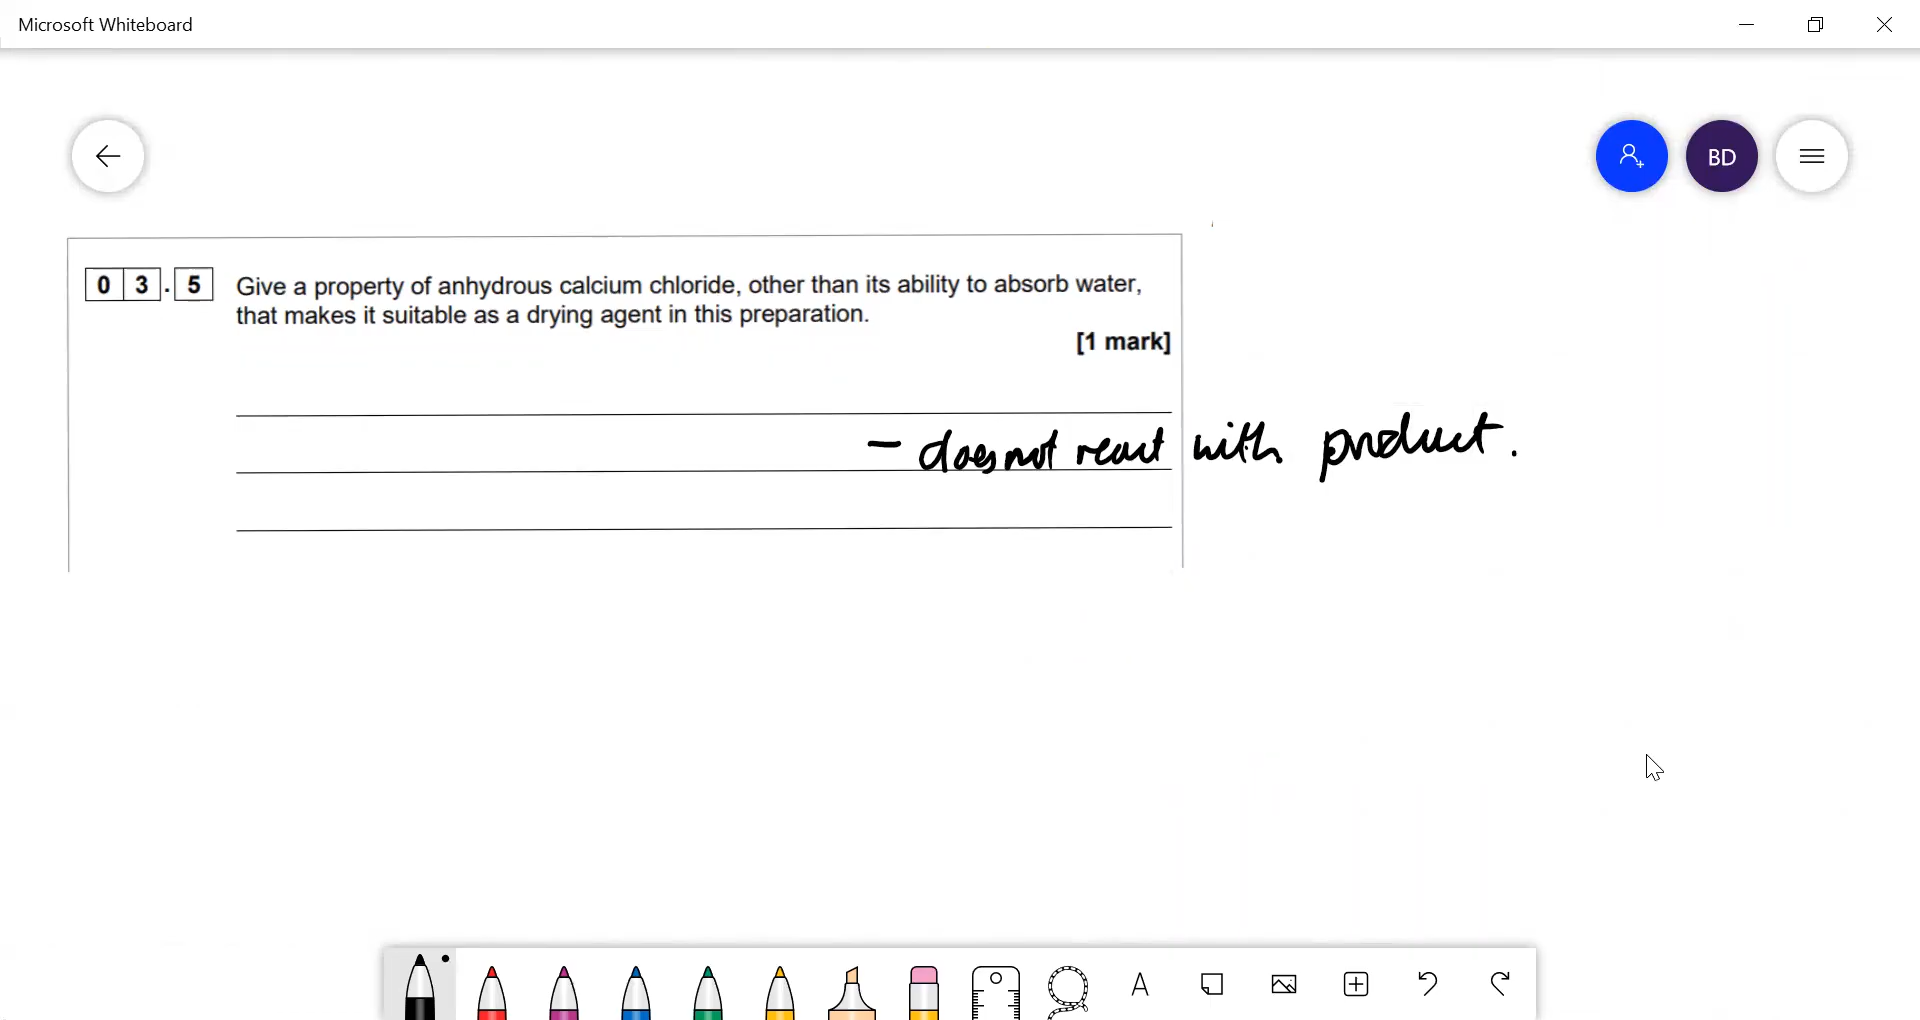 Microsoft Whiteboard
BD
0 3 . 5 Give a property of anhydrous calcium chloride, other than its ability to absorb water,
that makes it suitable as a drying agent in this preparation.
[1 mark]
- does not react with product.